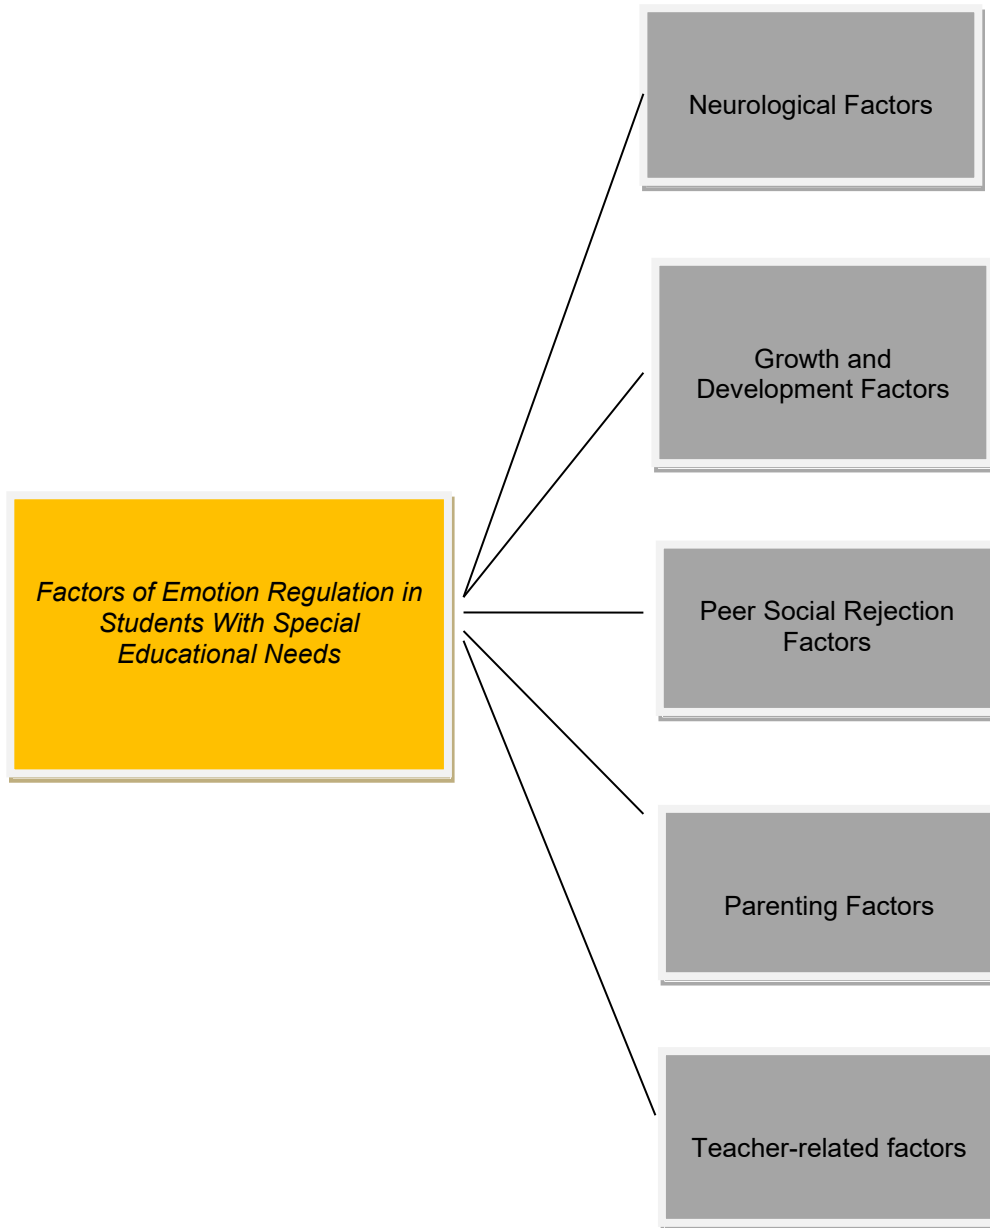 Neurological Factors
Growth and
Development Factors
Factors of Emotion Regulation in
Students With Special
Educational Needs
Peer Social Rejection
Factors
Parenting Factors
Teacher-related factors